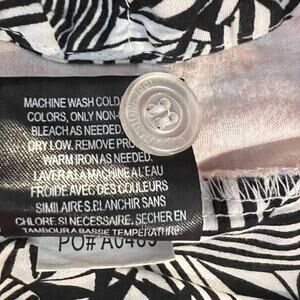 MACHINE WASH COLD
COLORS, ONLY NON-
BLEACH AS NEEDED
DRY LOW. REMOVE
WARM IRON AS NEEDED.
LAVER A LA MACHINE EAU
FROIDE AVEC DES COULEURS
SIMILAIRES. BLANCHIR SANS
CHLORE. SI NECESSAIRE. SECHER EN
TAMBOUR A BASSE TEMPERATURE.
PO# A0463